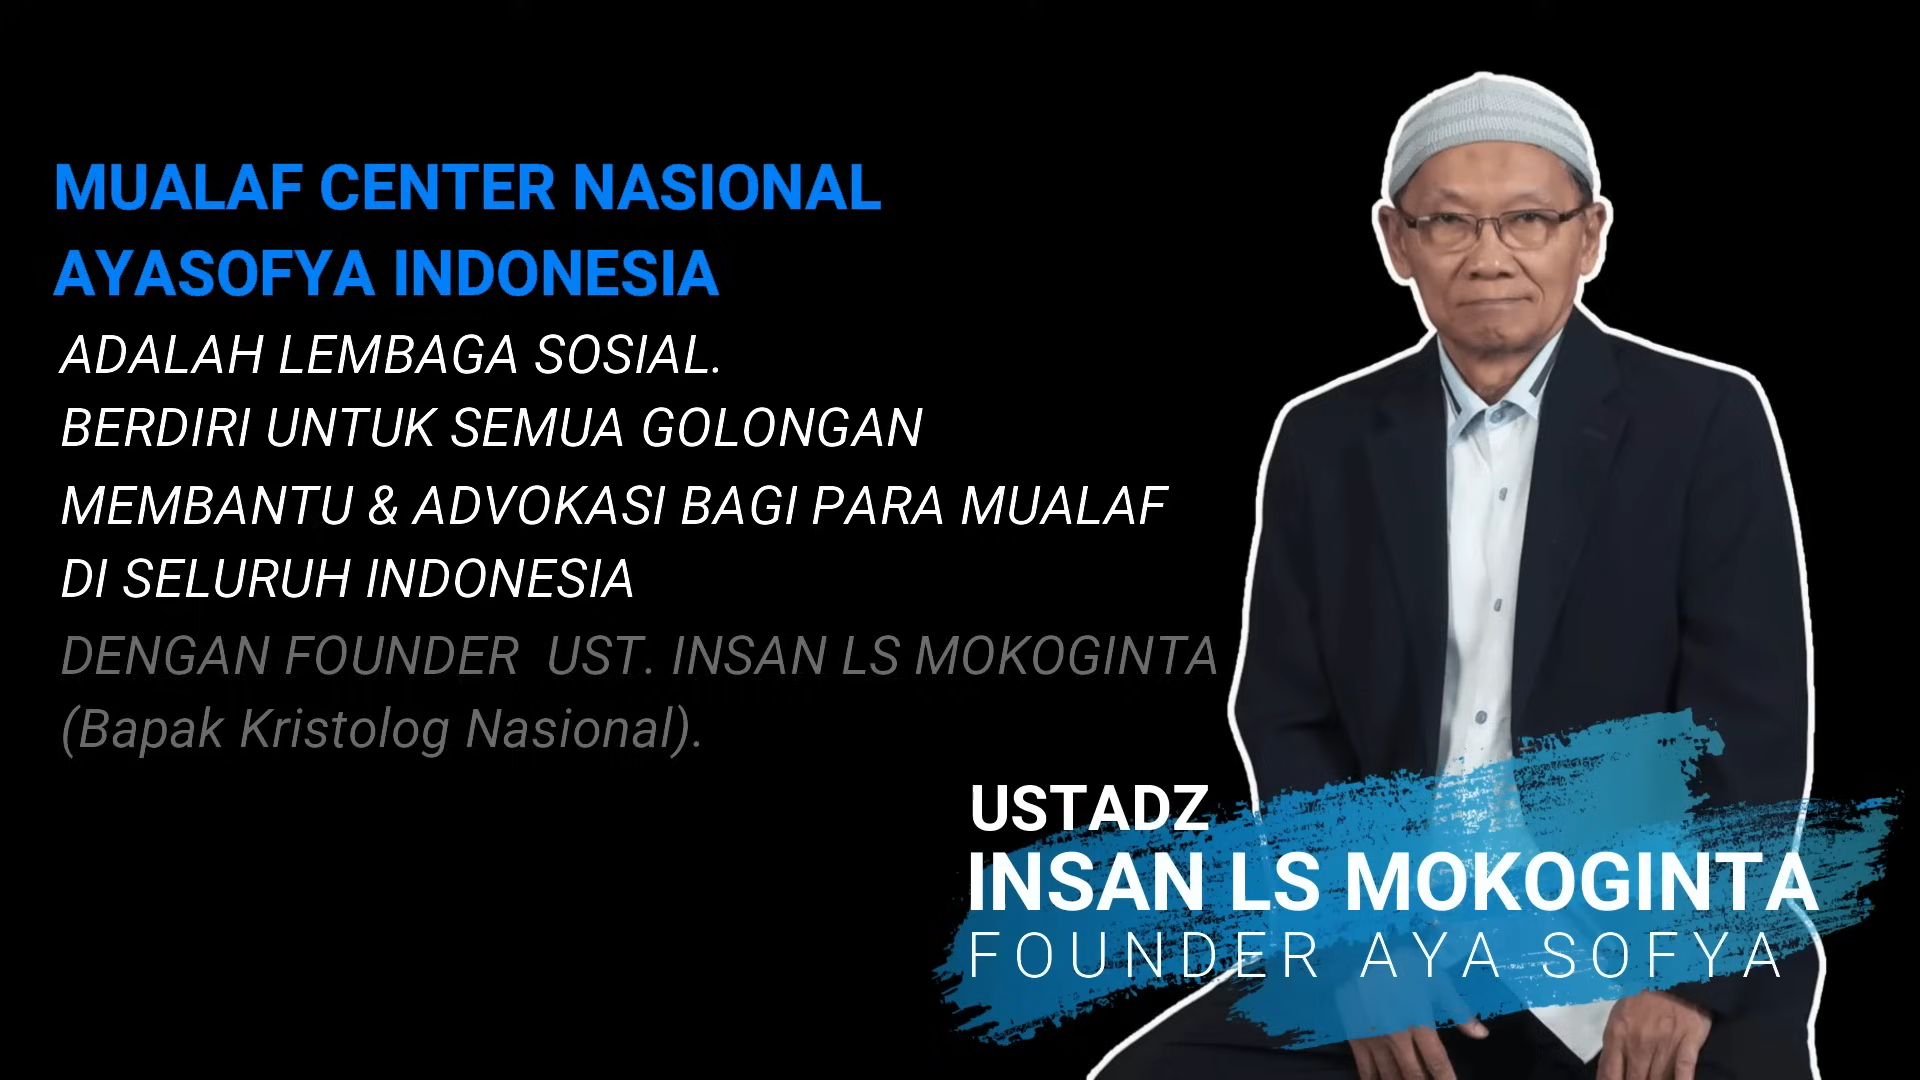 MUALAF CENTER NASIONAL
AYASOFYA INDONESIA
ADALAH LEMBAGA SOSIAL.
BERDIRI UNTUK SEMUA GOLONGAN
MEMBANTU & ADVOKASI BAGI PARA MUALAF
DI SELURUH INDONESIA
DENGAN FOUNDER UST. INSAN LS MOKOGINTA
(Bapak Kristolog Nasional).
USTADZ
INSAN LS MOKOGINTA
FOUNDER AYA SOFYA